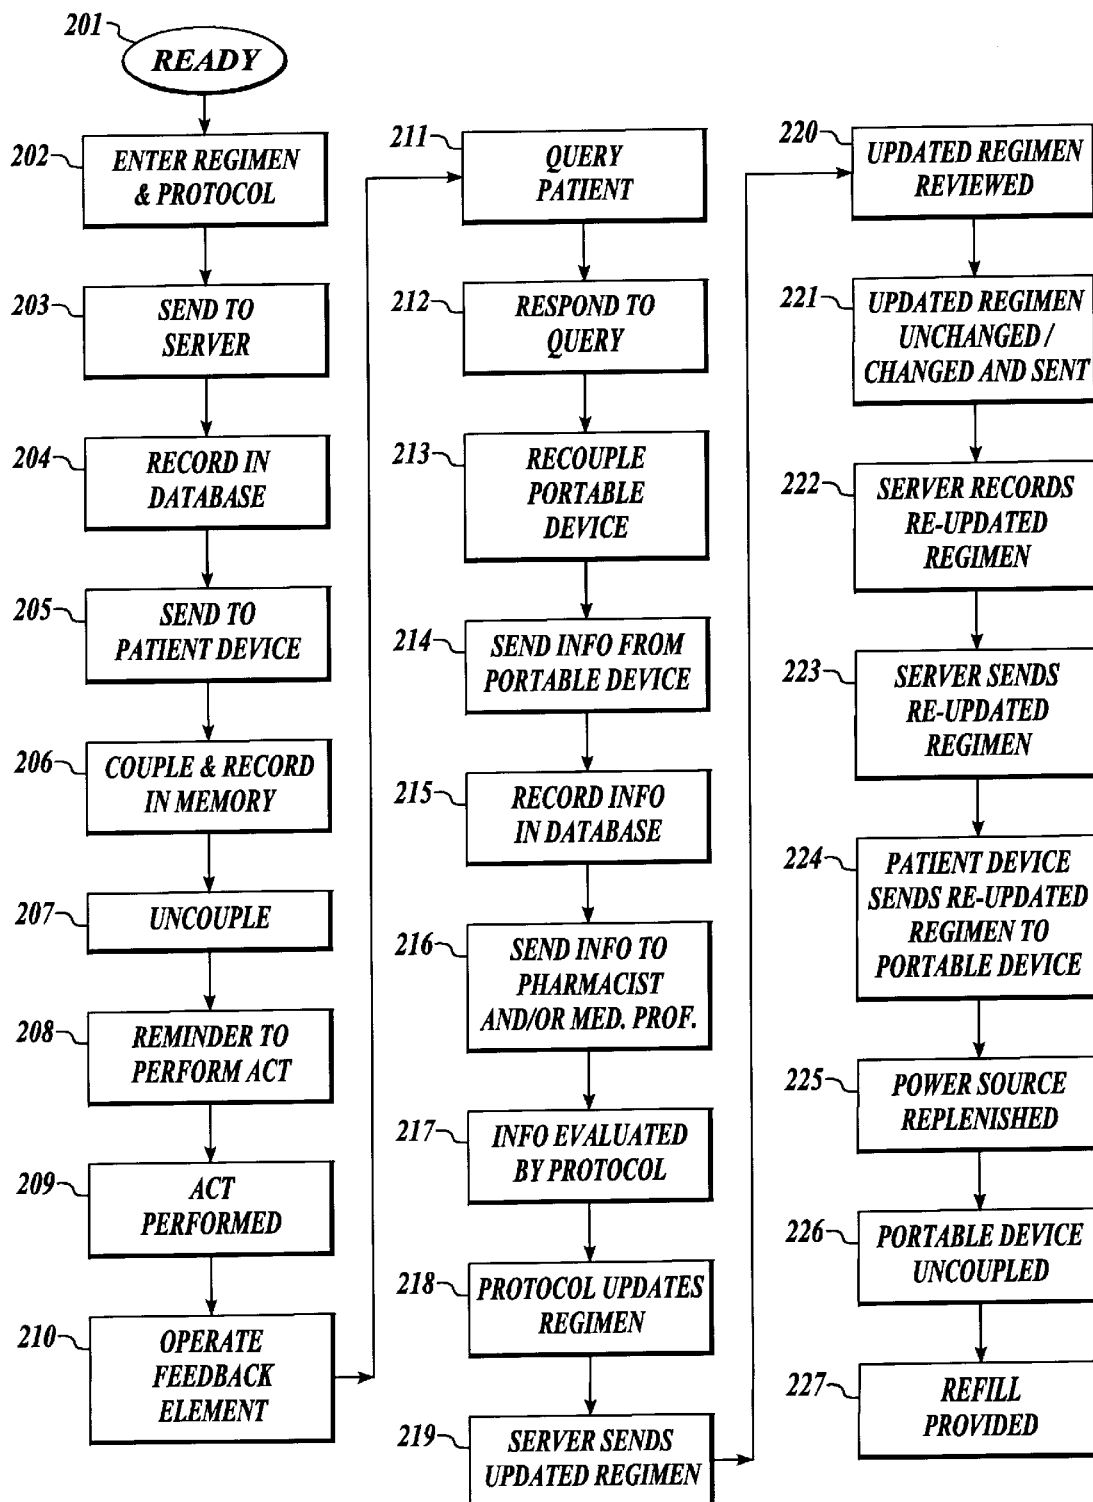 201
READY
202
ENTER REGIMEN
& PROTOCOL
203
SEND TO
SERVER
204
RECORD IN
DATABASE
205
SEND TO
PATIENT DEVICE
206
COUPLE & RECORD
IN MEMORY
207
UNCOUPLE
208
REMINDER TO
PERFORM ACT
209
ACT
PERFORMED
210
OPERATE
FEEDBACK
ELEMENT
211
QUERY
PATIENT
212
RESPOND TO
QUERY
213
RECOUPLE
PORTABLE
DEVICE
214
SEND INFO FROM
PORTABLE DEVICE
215
RECORD INFO
IN DATABASE
216
SEND INFO TO
PHARMACIST
AND/OR MED. PROF.
217
INFO EVALUATED
BY PROTOCOL
218
PROTOCOL UPDATES
REGIMEN
219
SERVER SENDS
UPDATED REGIMEN
220
UPDATED REGIMEN
REVIEWED
221
UPDATED REGIMEN
UNCHANGED /
CHANGED AND SENT
222
SERVER RECORDS
RE-UPDATED
REGIMEN
223
SERVER SENDS
RE-UPDATED
REGIMEN
224
PATIENT DEVICE
SENDS RE-UPDATED
REGIMEN TO
PORTABLE DEVICE
225
POWER SOURCE
REPLENISHED
226
PORTABLE DEVICE
UNCOUPLED
227
REFILL
PROVIDED